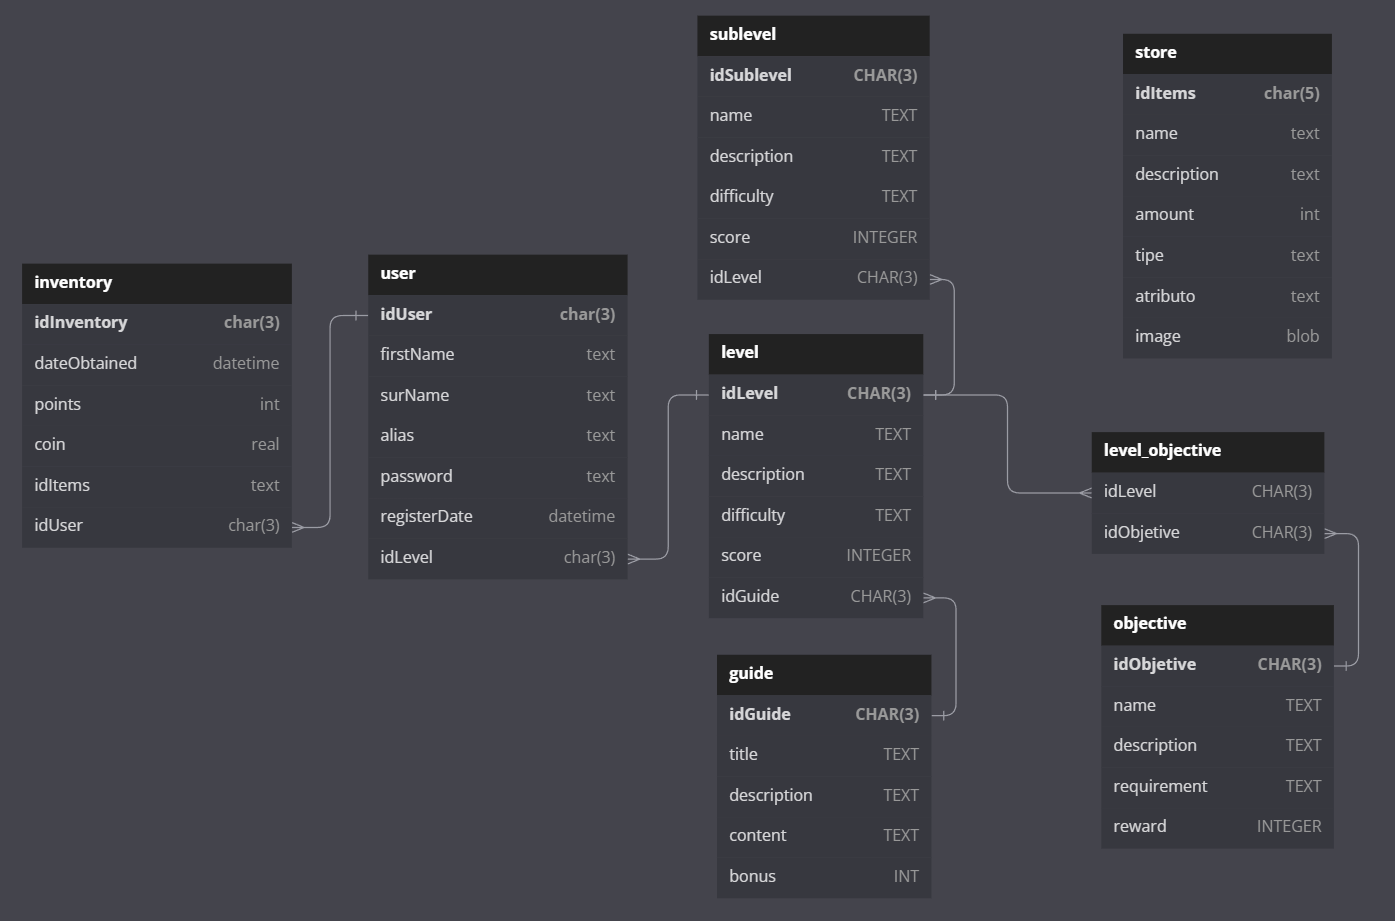 sublevel
idSublevel CHAR(3)
name TEXT
description TEXT
difficulty TEXT
score INTEGER
idLevel CHAR(3)
store
idItems char(5)
name text
description text
amount int
tipe text
atributo text
image blob
inventory
idInventory char(3)
dateObtained datetime
points int
coin real
idItems text
idUser char(3)
user
idUser char(3)
firstName text
surName text
alias text
password text
registerDate datetime
idLevel char(3)
level
idLevel CHAR(3)
name TEXT
description TEXT
difficulty TEXT
score INTEGER
idGuide CHAR(3)
level_objective
idLevel CHAR(3)
idObjetive CHAR(3)
objective
idObjetive CHAR(3)
name TEXT
description TEXT
requirement TEXT
reward INTEGER
guide
idGuide CHAR(3)
title TEXT
description TEXT
content TEXT
bonus INT